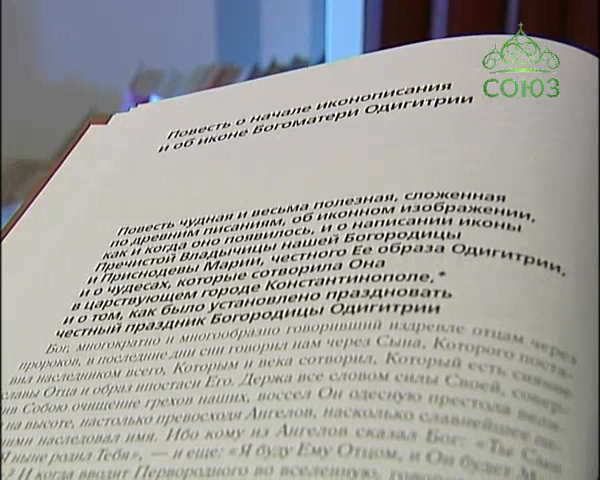 СОЮЗ
Повесть о начале иконописания
и об иконе Богоматери Одигитрии
Повесть чудная и весьма полезная, сложенная
по древним писаниям, об иконном изображении,
как и когда оно появилось, и о написании иконы
Пречистой Владычицы нашей Богородицы
и Приснодевы Марии, честного Ее образа Одигитрии,
и о чудесах, которые сотворила Она
в царствующем городе Константинополе,*
и о том, как было установлено праздновать
честный праздник Богородицы Одигитрии
Бог, многократно и многообразно говоривший издревле отцам через
пророков, в последние дни сии говорил нам через Сына, Которого поста-
вил наследником всего, Которым и века сотворил, Который есть сияние
славы Отца и образ ипостаси Его. Держа все словом силы Своей, совер-
шив Собою очищение грехов наших, воссел Он одесную престола вели-
на высоте, настолько превосходя Ангелов, насколько славнейшее пе-
ними наследовал имя. Ибо кому из Ангелов сказал Бог: «Ты Сын
Я ныне родил Тебя», — и еще: «Я буду Ему Отцом, и Он будет Мне
? И когда вводит Первородного во вселенную,